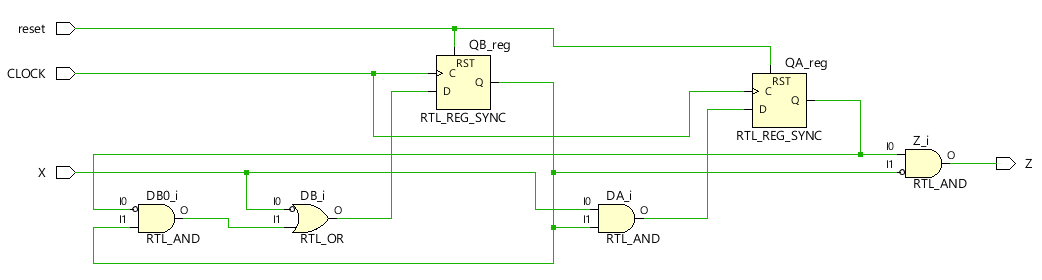 reset
CLOCK
X
QB_reg
RST
C
Q
D
RTL_REG_SYNC
QA_reg
RST
C
Q
D
RTL_REG_SYNC
Z_i
I0
I1
O
RTL_AND
Z
DB0_i
I0
I1
O
RTL_AND
DB_i
I0
I1
O
RTL_OR
DA_i
I0
I1
O
RTL_AND